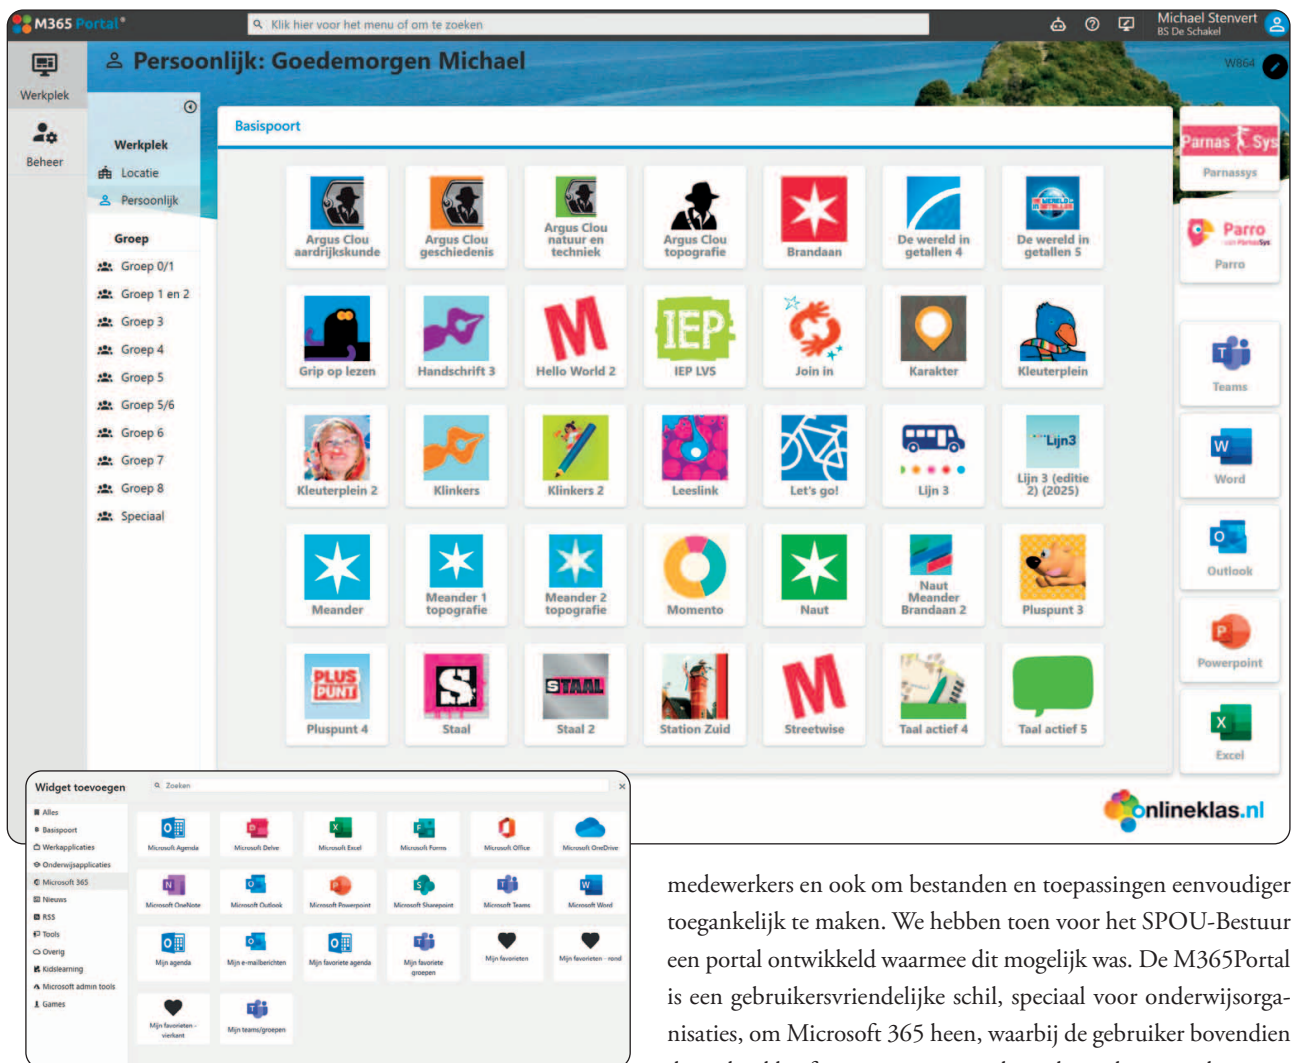 M365 Portal
Klik hier voor het menu of om te zoeken
Michael Stenvert
BS De Schakel
Werkplek
Beheer
Persoonlijk: Goedemorgen Michael
W864
Werkplek
Locatie
Persoonlijk
Groep
Groep 0/1
Groep 1 en 2
Groep 3
Groep 4
Groep 5
Groep 5/6
Groep 6
Groep 7
Groep 8
Speciaal
Basispoort
Argus Clou
aardrijkskunde
Argus Clou
geschiedenis
Argus Clou
natuur en
techniek
Argus Clou
topografie
Brandaan
De wereld in
getallen 4
DE WERELD
IN GETALLEN
De wereld in
getallen 5
Grip op lezen
Handschrift 3
Hello World 2
IEP
IEP LVS
Join in
Karakter
Kleuterplein
Kleuterplein 2
Klinkers
Klinkers 2
Leeslink
Let's go!
Lijn 3
Lijn3
Lijn 3 (editie
2) (2025)
Meander
Meander 1
topografie
Meander 2
topografie
Momento
Naut
Naut
Meander
Brandaan 2
Pluspunt 3
PLUS
PUNT
Pluspunt 4
S
Staal
STAAL
Staal 2
Station Zuid
M
Streetwise
Taal actief 4
Taal actief 5
ParnasSys
Parnassys
Parro
van ParnasSys
Parro
Teams
Word
Outlook
Powerpoint
Excel
onlineklas.nl
Widget toevoegen
Zoeken
Alles
Basispoort
Werkapplicaties
Onderwijsapplicaties
Microsoft 365
Nieuws
RSS
Tools
Overig
Kidslearning
Microsoft admin tools
Games
Microsoft Agenda
Microsoft Delve
Microsoft Excel
Microsoft Forms
Microsoft Office
Microsoft OneDrive
Microsoft OneNote
Microsoft Outlook
Microsoft Powerpoint
Microsoft Sharepoint
Microsoft Teams
Microsoft Word
Mijn agenda
Mijn e-mailberichten
Mijn favoriete agenda
Mijn favoriete
groepen
Mijn favorieten
Mijn favorieten - rond
Mijn favorieten -
vierkant
Mijn teams/groepen
medewerkers en ook om bestanden en toepassingen eenvoudiger
toegankelijk te maken. We hebben toen voor het SPOU-Bestuur
een portal ontwikkeld waarmee dit mogelijk was. De M365Portal
is een gebruikersvriendelijke schil, speciaal voor onderwijsorga-
nisaties, om Microsoft 365 heen, waarbij de gebruiker bovendien